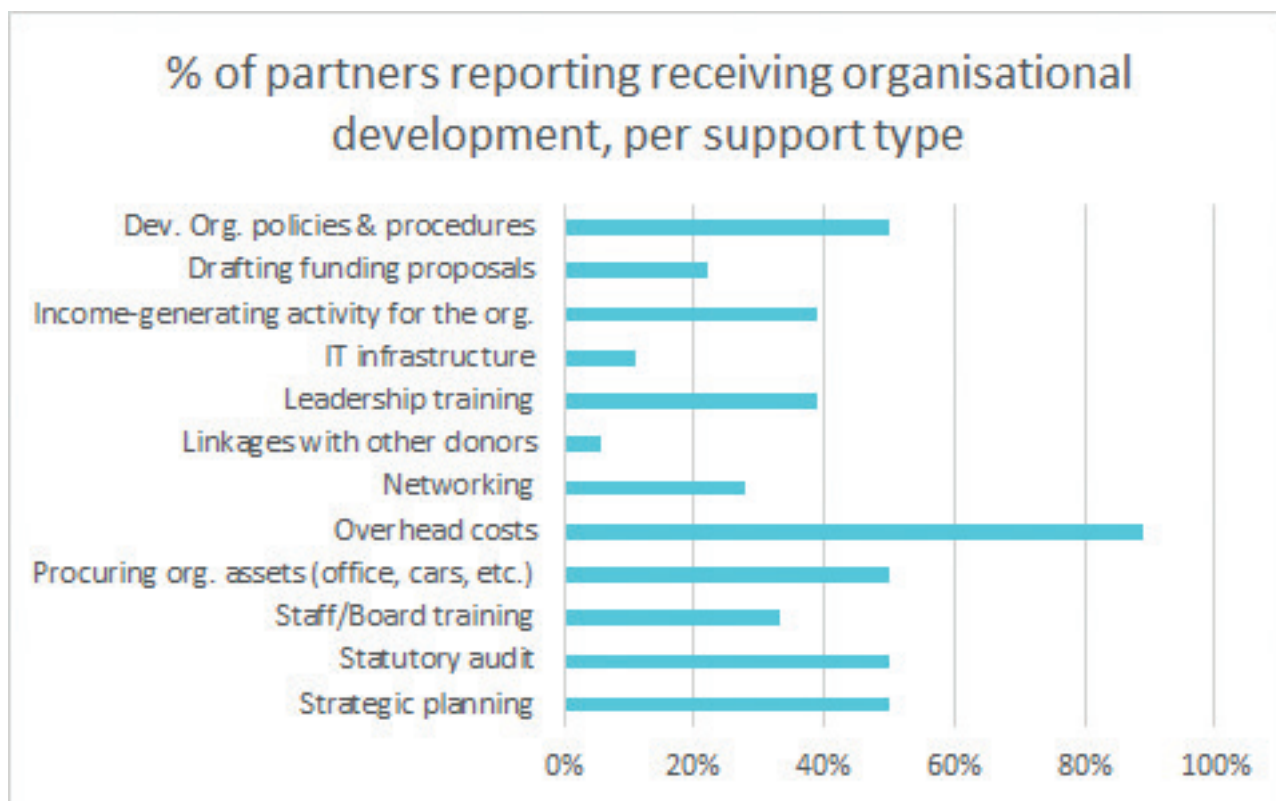 % of partners reporting receiving organisational
development, per support type
Dev. Org. policies & procedures
Drafting funding proposals
Income-generating activity for the org.
IT infrastructure
Leadership training
Linkages with other donors
Networking
Overhead costs
Procuring org. assets (office, cars, etc.)
Staff/Board training
Statutory audit
Strategic planning
0% 20% 40% 60% 80% 100%